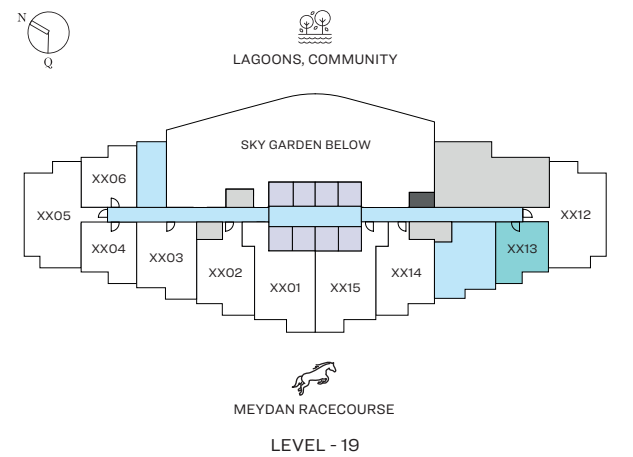 N
Q
LAGOONS, COMMUNITY
SKY GARDEN BELOW
XX06
XX05
XX12
XX04
XX03
XX13
XX02
XX14
XX01
XX15
MEYDAN RACECOURSE
LEVEL - 19